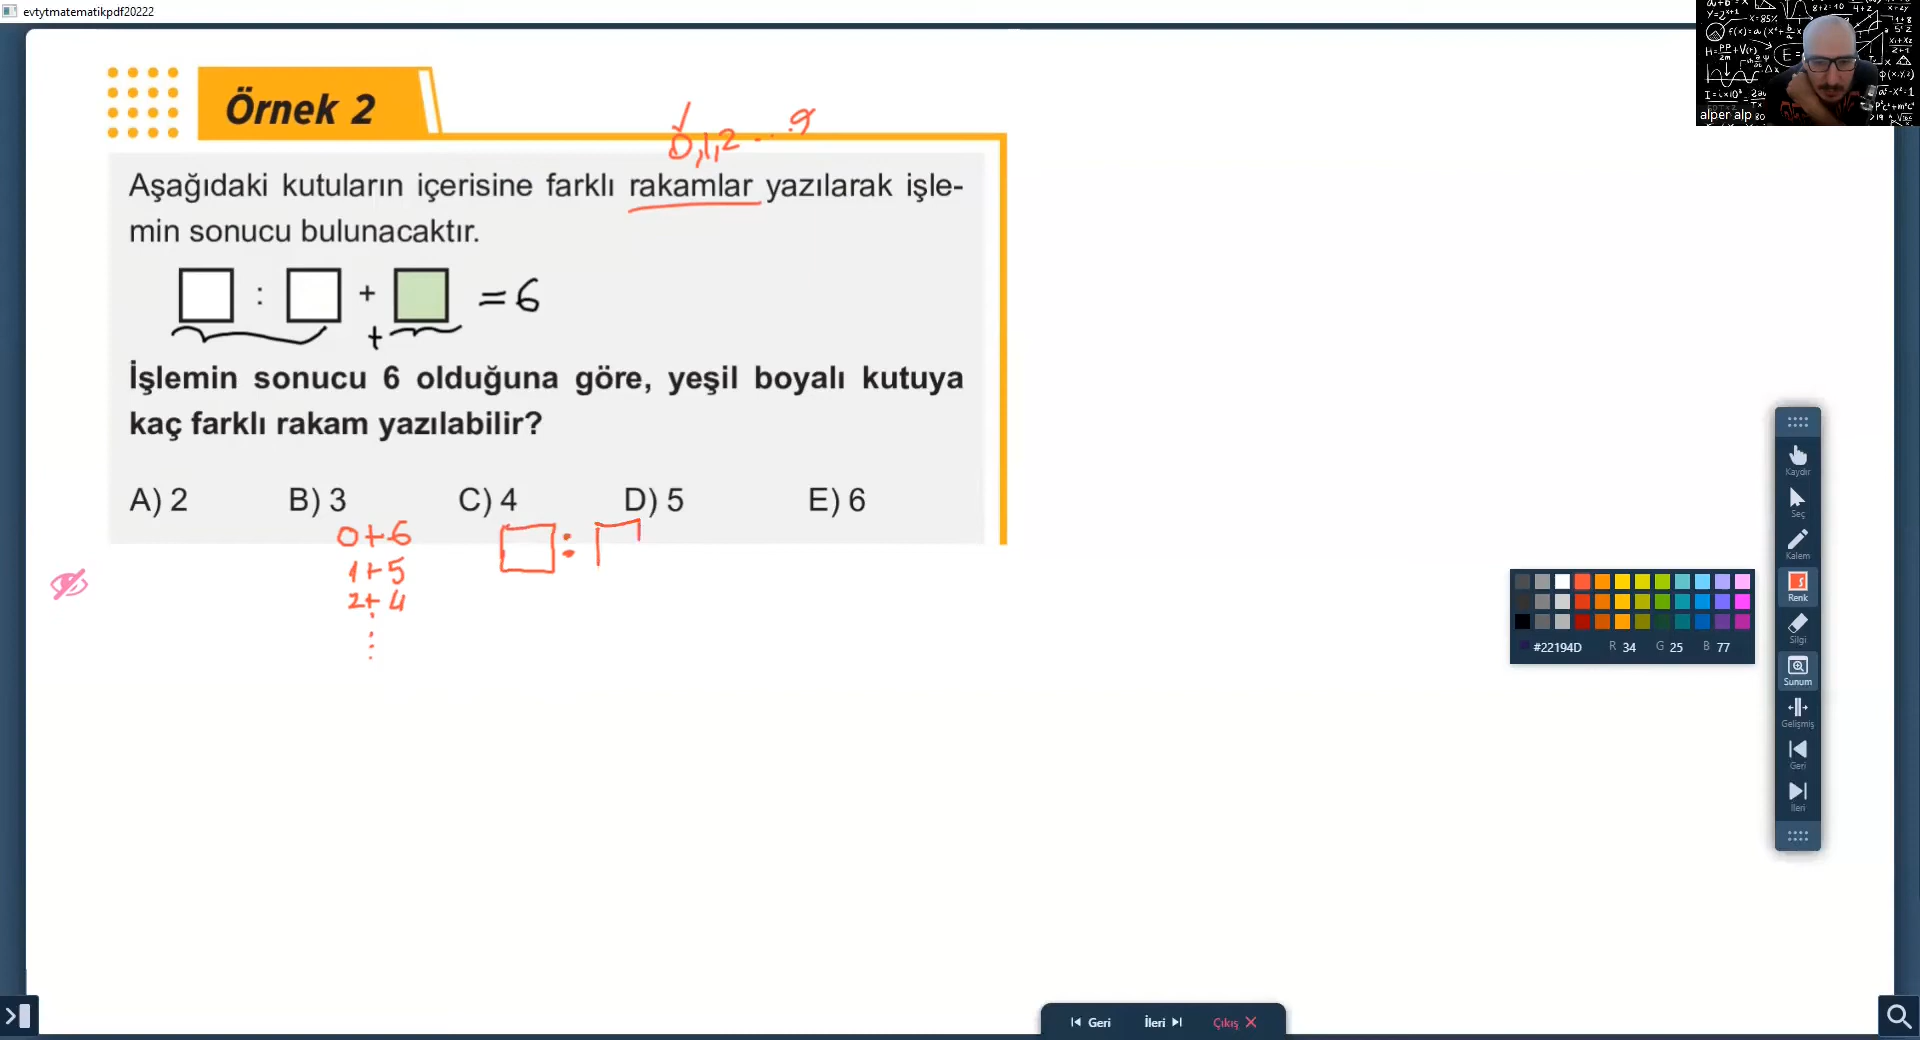 evtytmatematikpdf20222
alper alp
Örnek 2
0,1,2...9
Aşağıdaki kutuların içerisine farklı rakamlar yazılarak işle-
min sonucu bulunacaktır.
: + = 6
+
İşlemin sonucu 6 olduğuna göre, yeşil boyalı kutuya
kaç farklı rakam yazılabilir?
A) 2 B) 3 C) 4 D) 5 E) 6
0+6
1+5
2+4
:
Kaydır
Seç
Kalem
Renk
Silgi
Sunum
Gelişmiş
Geri
İleri
#22194D R 34 G 25 B 77
Geri İleri Çıkış